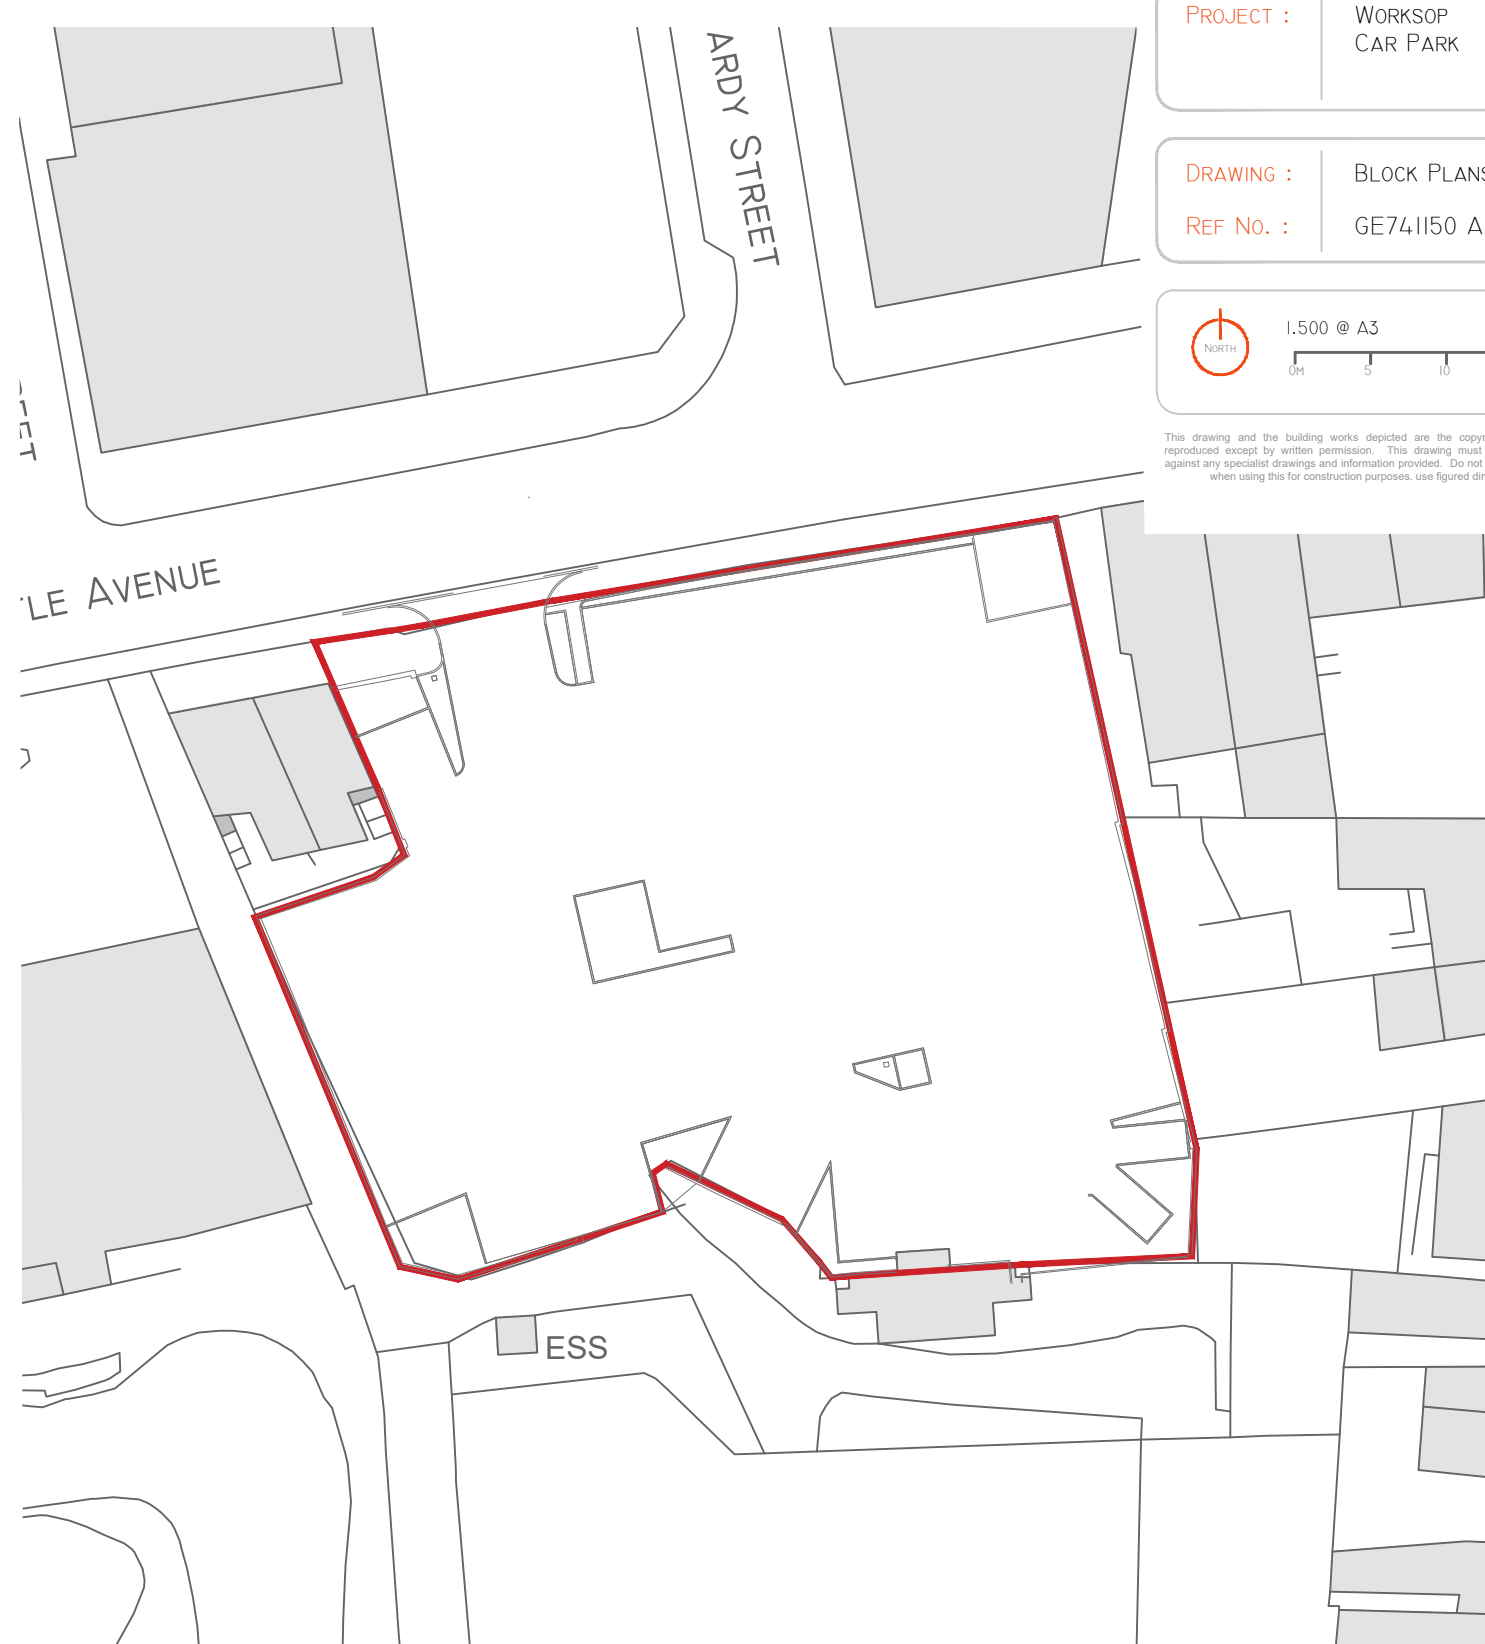 PROJECT :
WORKSOP
CAR PARK
DRAWING :
BLOCK PLANS
REF NO. :
GE741150 A
NORTH
1.500 @ A3
0M 5 10
This drawing and the building works depicted are the
reproduced except by written permission. This drawing must
against any specialist drawings and information provided. Do not
when using this for construction purposes. use figured
ARDY STREET
LE AVENUE
ESS